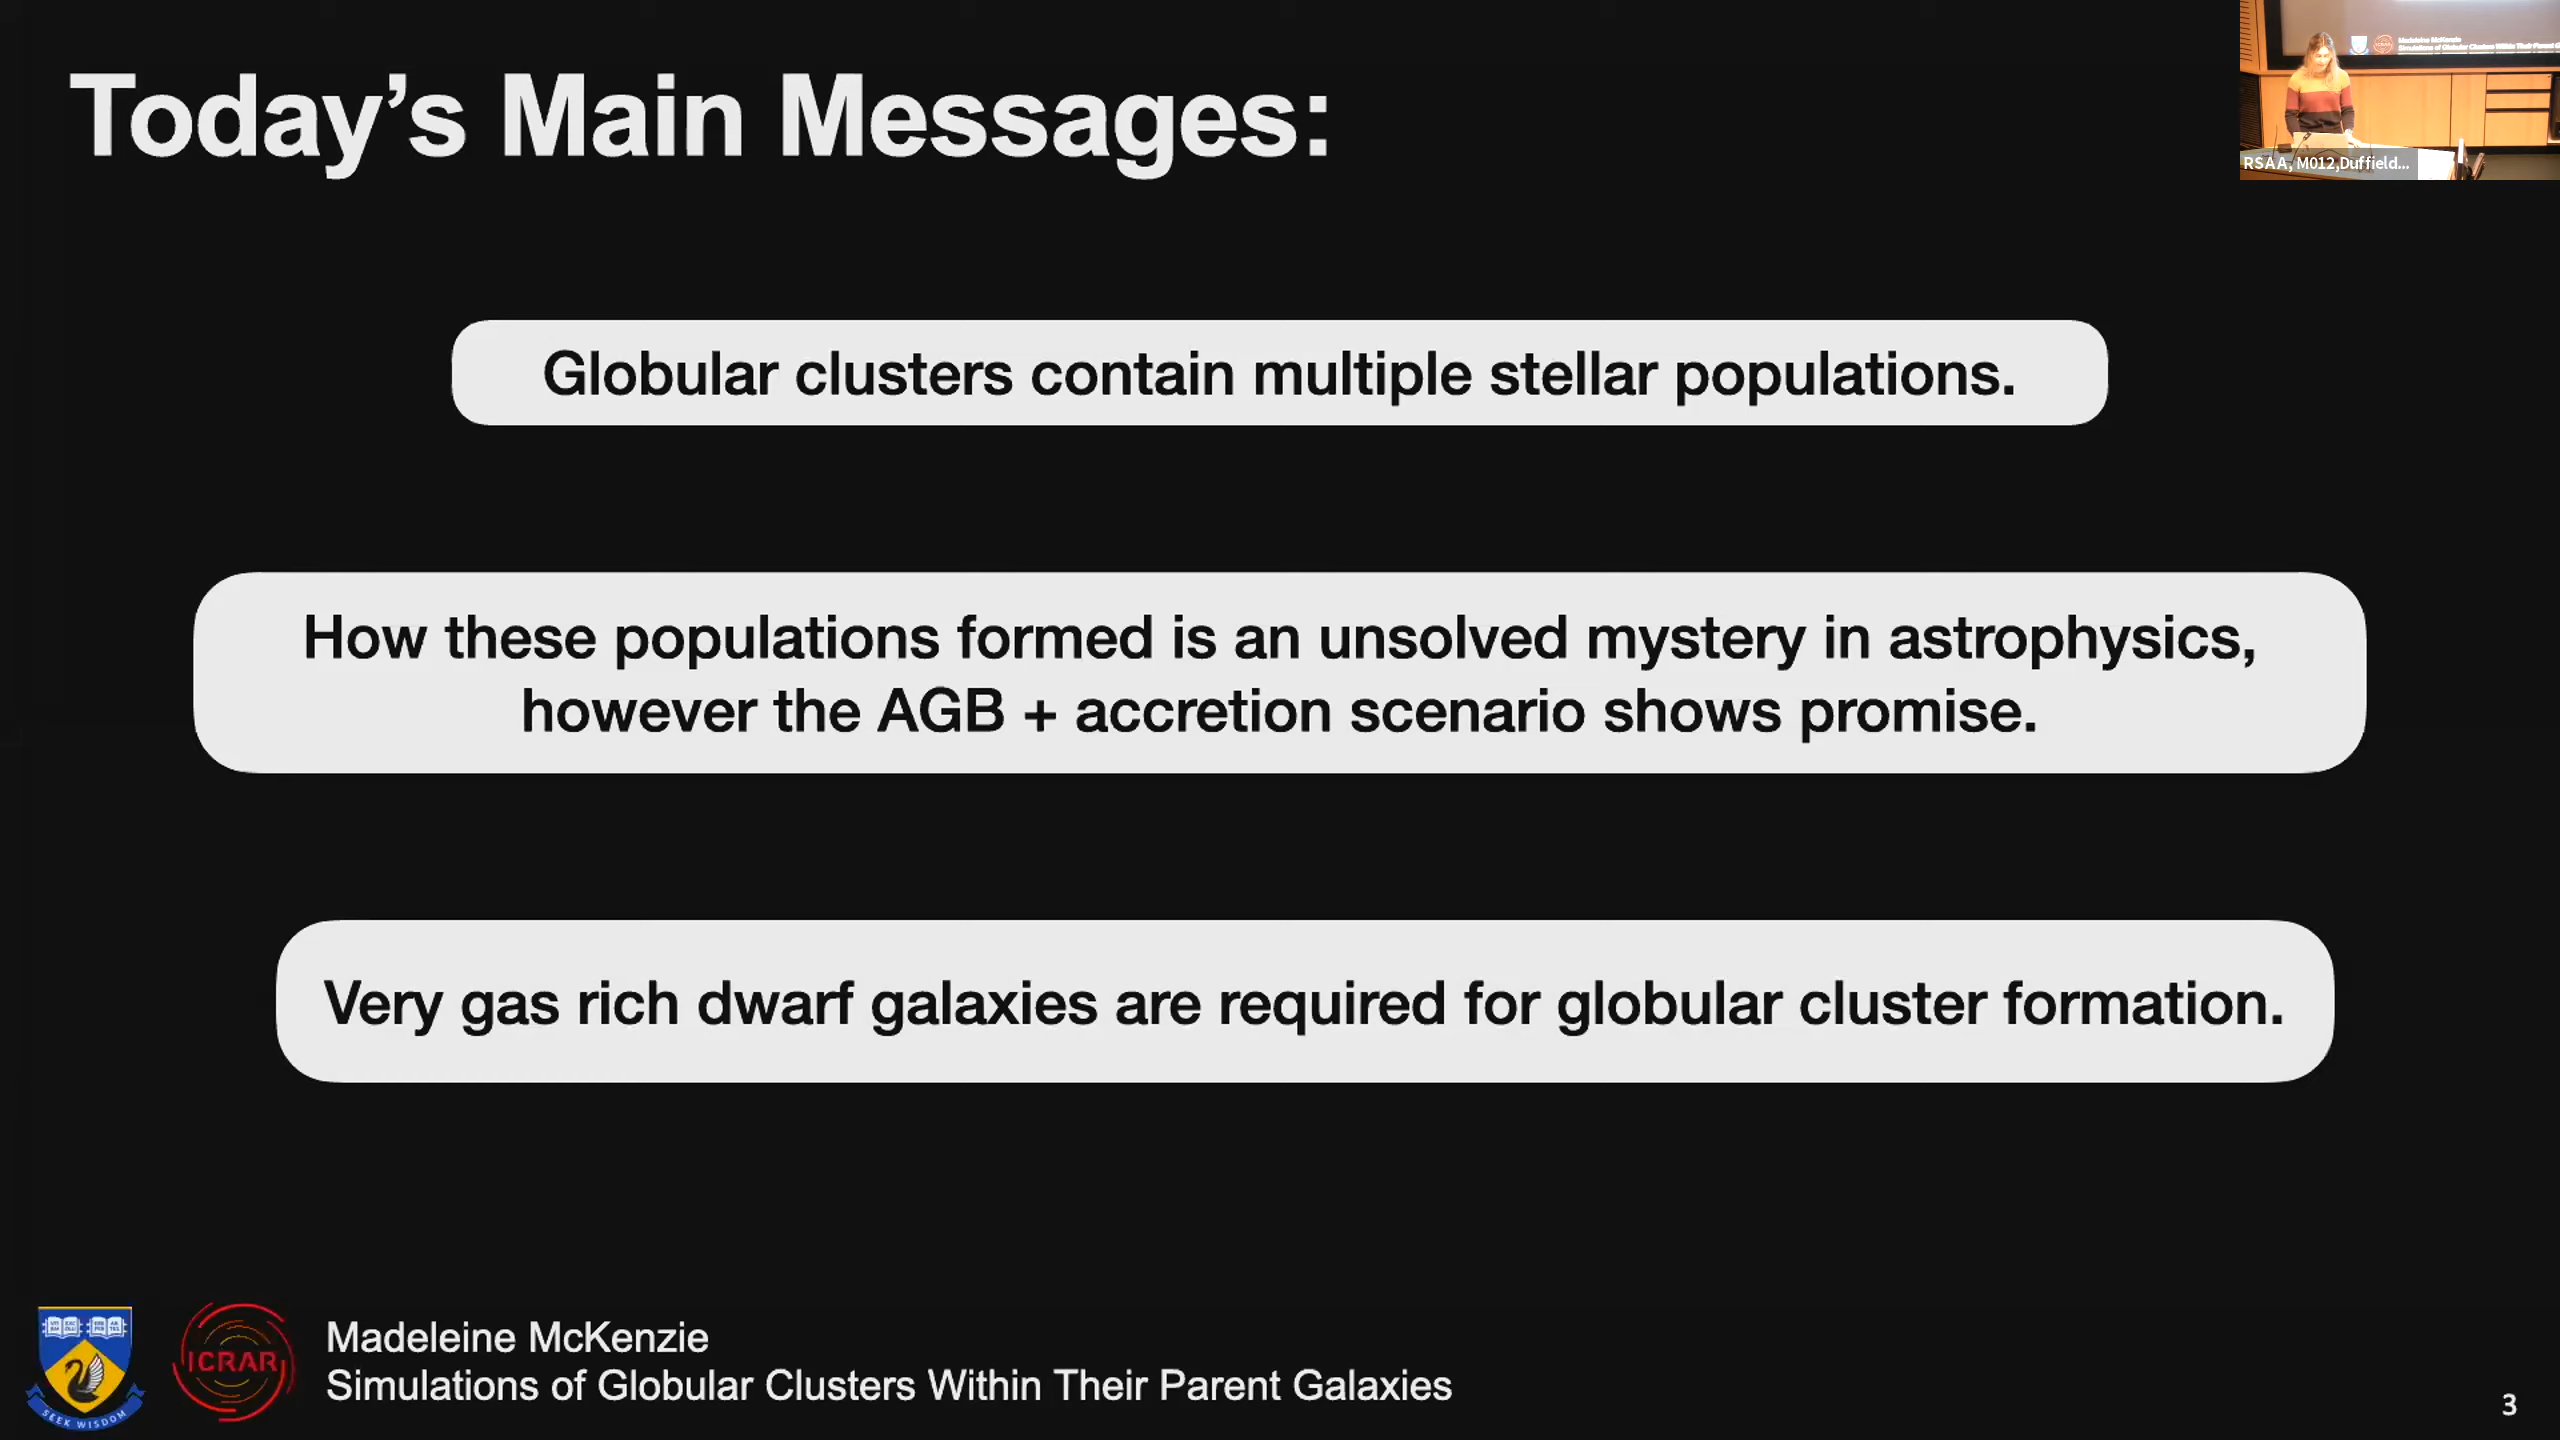 Today’s Main Messages:
RSAA, M012,Duffield...
Globular clusters contain multiple stellar populations.
How these populations formed is an unsolved mystery in astrophysics,
however the AGB + accretion scenario shows promise.
Very gas rich dwarf galaxies are required for globular cluster formation.
SEEK WISDOM
ICRAR
Madeleine McKenzie
Simulations of Globular Clusters Within Their Parent Galaxies
3